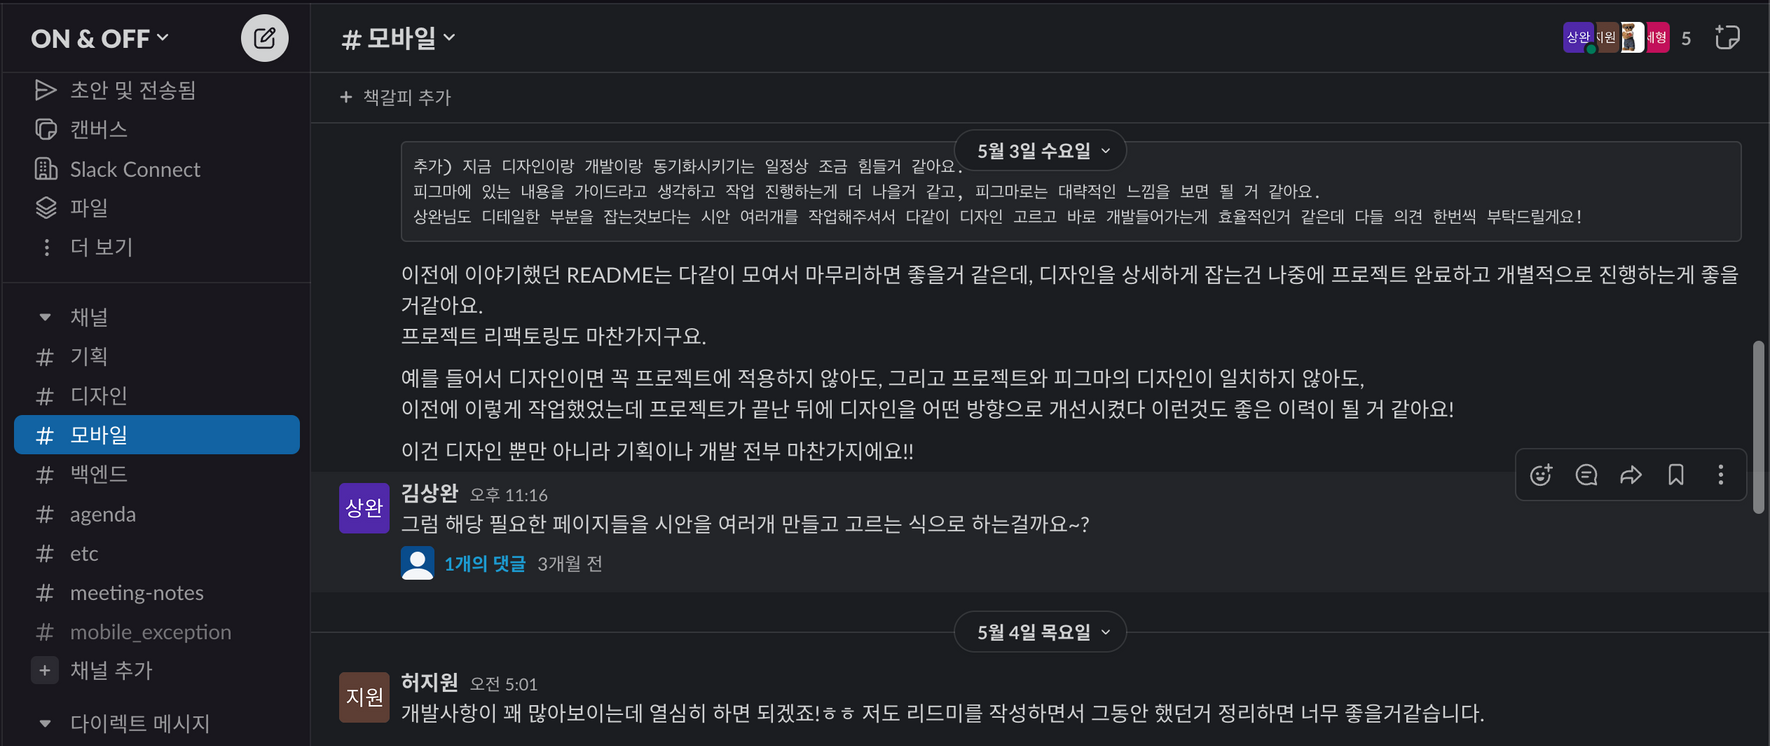 ON & OFF
초안 및 전송됨
캔버스
Slack Connect
파일
더 보기
채널
# 기획
# 디자인
# 모바일
# 백엔드
# agenda
# etc
# meeting-notes
# mobile_exception
+ 채널 추가
다이렉트 메시지
# 모바일
상완 지원 세형 5
+ 책갈피 추가
5월 3일 수요일
추가) 지금 디자인이랑 개발이랑 동기화시키기는 일정상 조금 힘들거 같아요.
피그마에 있는 내용을 가이드라고 생각하고 작업 진행하는게 더 나을거 같고, 피그마로는 대략적인 느낌을 보면 될 거 같아요.
상완님도 디테일한 부분을 잡는것보다는 시안 여러개를 작업해주셔서 다같이 디자인 고르고 바로 개발들어가는게 효율적인거 같은데 다들 의견 한번씩 부탁드릴게요!
이전에 이야기했던 README는 다같이 모여서 마무리하면 좋을거 같은데, 디자인을 상세하게 잡는건 나중에 프로젝트 완료하고 개별적으로 진행하는게 좋을
거같아요.
프로젝트 리팩토링도 마찬가지구요.
예를 들어서 디자인이면 꼭 프로젝트에 적용하지 않아도, 그리고 프로젝트와 피그마의 디자인이 일치하지 않아도,
이전에 이렇게 작업했었는데 프로젝트가 끝난 뒤에 디자인을 어떤 방향으로 개선시켰다 이런것도 좋은 이력이 될 거 같아요!
이건 디자인 뿐만 아니라 기획이나 개발 전부 마찬가지에요!!
상완
김상완 오후 11:16
그럼 해당 필요한 페이지들을 시안을 여러개 만들고 고르는 식으로 하는걸까요~?
1개의 댓글 3개월 전
5월 4일 목요일
지원
허지원 오전 5:01
개발사항이 꽤 많아보이는데 열심히 하면 되겠죠!ㅎㅎ 저도 리드미를 작성하면서 그동안 했던거 정리하면 너무 좋을거같습니다.